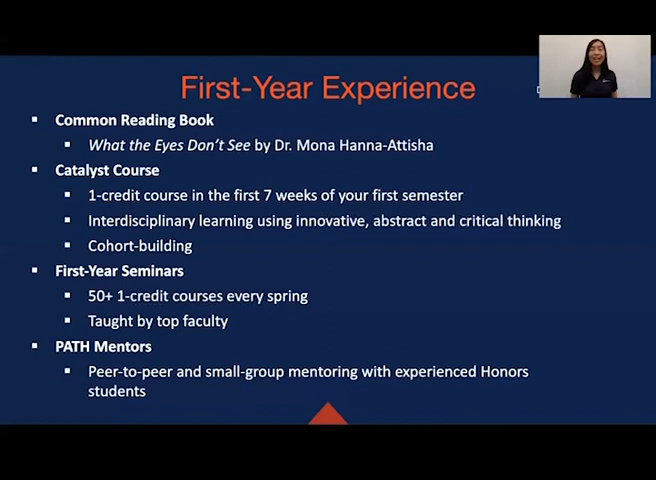 First-Year Experience
▪ Common Reading Book
▪ What the Eyes Don't See by Dr. Mona Hanna-Attisha
▪ Catalyst Course
▪ 1-credit course in the first 7 weeks of your first semester
▪ Interdisciplinary learning using innovative, abstract and critical thinking
▪ Cohort-building
▪ First-Year Seminars
▪ 50+ 1-credit courses every spring
▪ Taught by top faculty
▪ PATH Mentors
▪ Peer-to-peer and small-group mentoring with experienced Honors
students